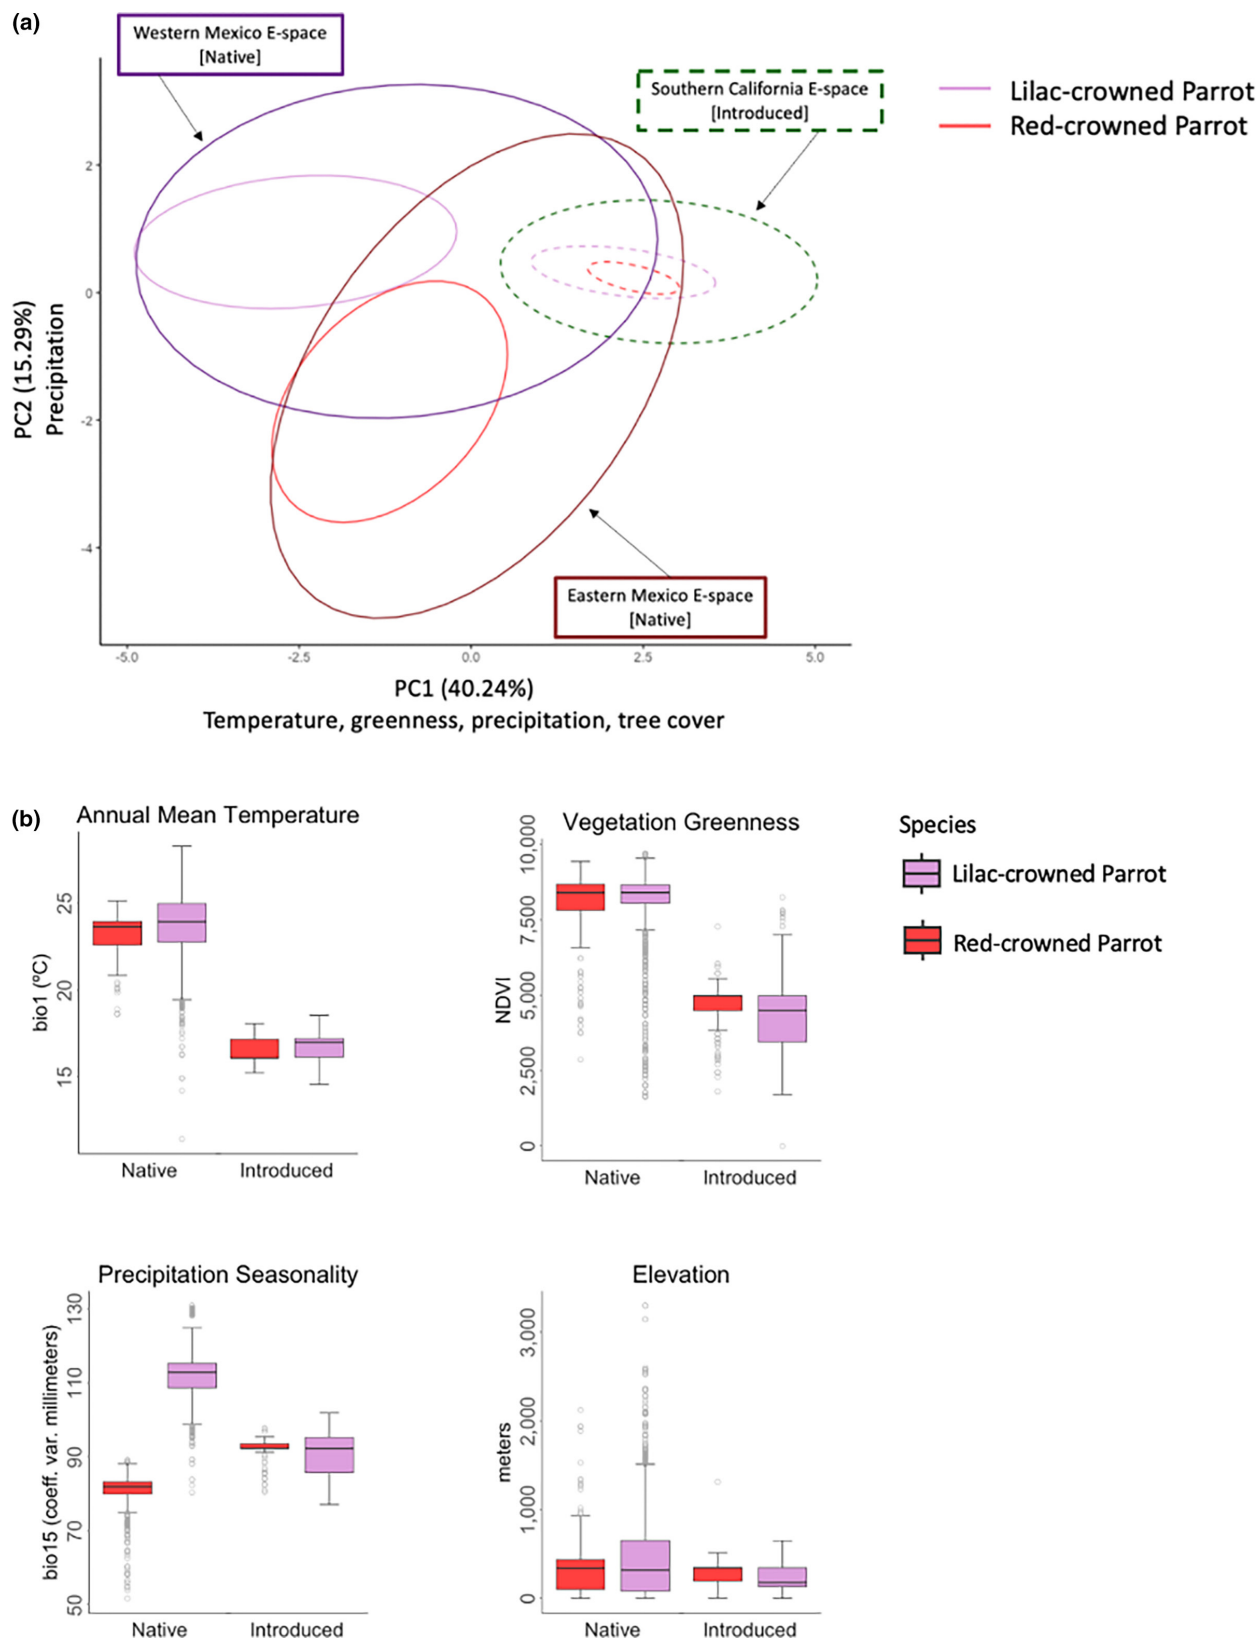 (a)
Western Mexico E-space
[Native]
Southern California E-space
[Introduced]
Lilac-crowned Parrot
Red-crowned Parrot
2
0
-2
-4
PC2 (15.29%)
Precipitation
Eastern Mexico E-space
[Native]
-5.0
-2.5
0.0
2.5
5.0
PC1 (40.24%)
Temperature, greenness, precipitation, tree cover
(b)
Annual Mean Temperature
bio1 (ºC)
25
20
15
Native
Introduced
Vegetation Greenness
NDVI
10,000
7,500
5,000
2,500
0
Native
Introduced
Species
Lilac-crowned Parrot
Red-crowned Parrot
Precipitation Seasonality
bio15 (coeff. var. millimeters)
130
110
90
70
50
Native
Introduced
Elevation
meters
3,000
2,000
1,000
0
Native
Introduced